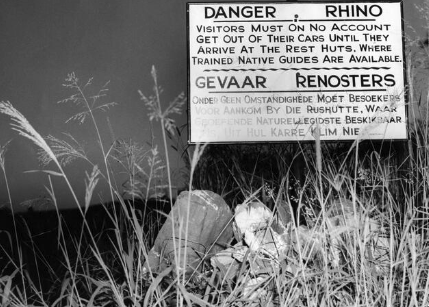 DANGER : RHINO
VISITORS MUST ON NO ACCOUNT
GET OUT OF THEIR CARS UNTIL THEY
ARRIVE AT THE REST HUTS, WHERE
TRAINED NATIVE GUIDES ARE AVAILABLE.
GEVAAR RENOSTERS
ONDER GEEN OMSTANDIGHEDE MOET BESOEKERS
VOOR AANKOMS BY DIE RUSHUTTE, WAAR
NATURELLEGIDSTE BESKIKBAAR
UIT HUL KARRE KLIM NIE